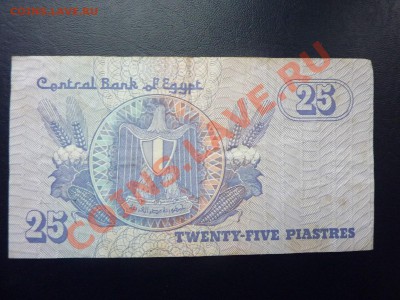 COINS.LAVE.RU
Central Bank of Egypt
25
COINS.LAVE.RU
25
TWENTY-FIVE PIASTRES